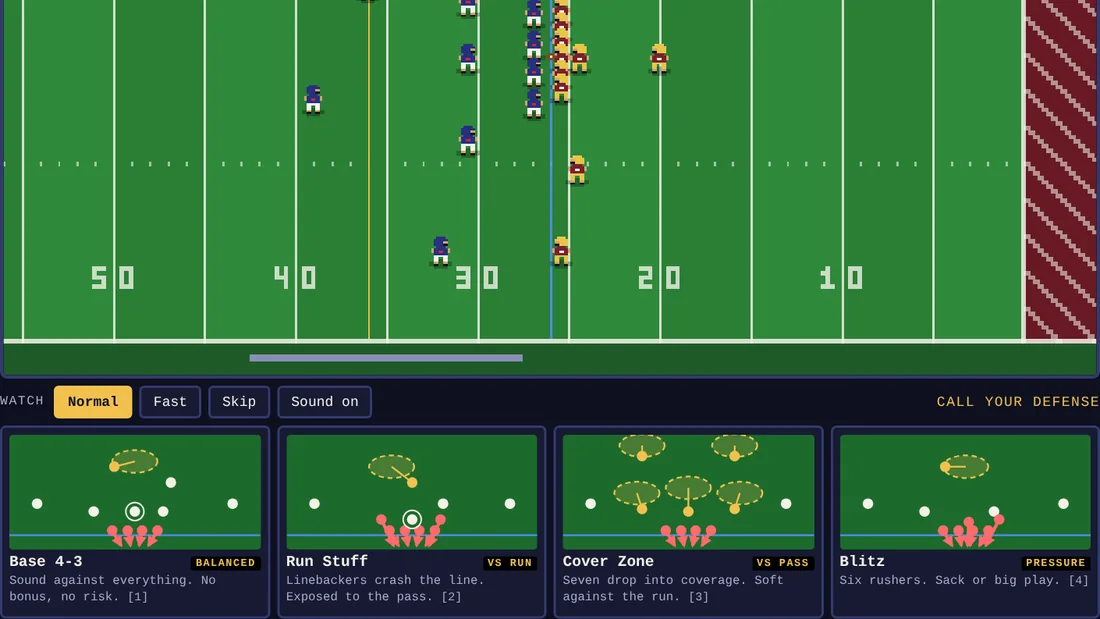 50 40 30 20 10
WATCH Normal Fast Skip Sound on CALL YOUR DEFENSE
Base 4-3 BALANCED
Sound against everything. No
bonus, no risk. [1]
Run Stuff VS RUN
Linebackers crash the line.
Exposed to the pass. [2]
Cover Zone VS PASS
Seven drop into coverage. Soft
against the run. [3]
Blitz PRESSURE
Six rushers. Sack or big play. [4]